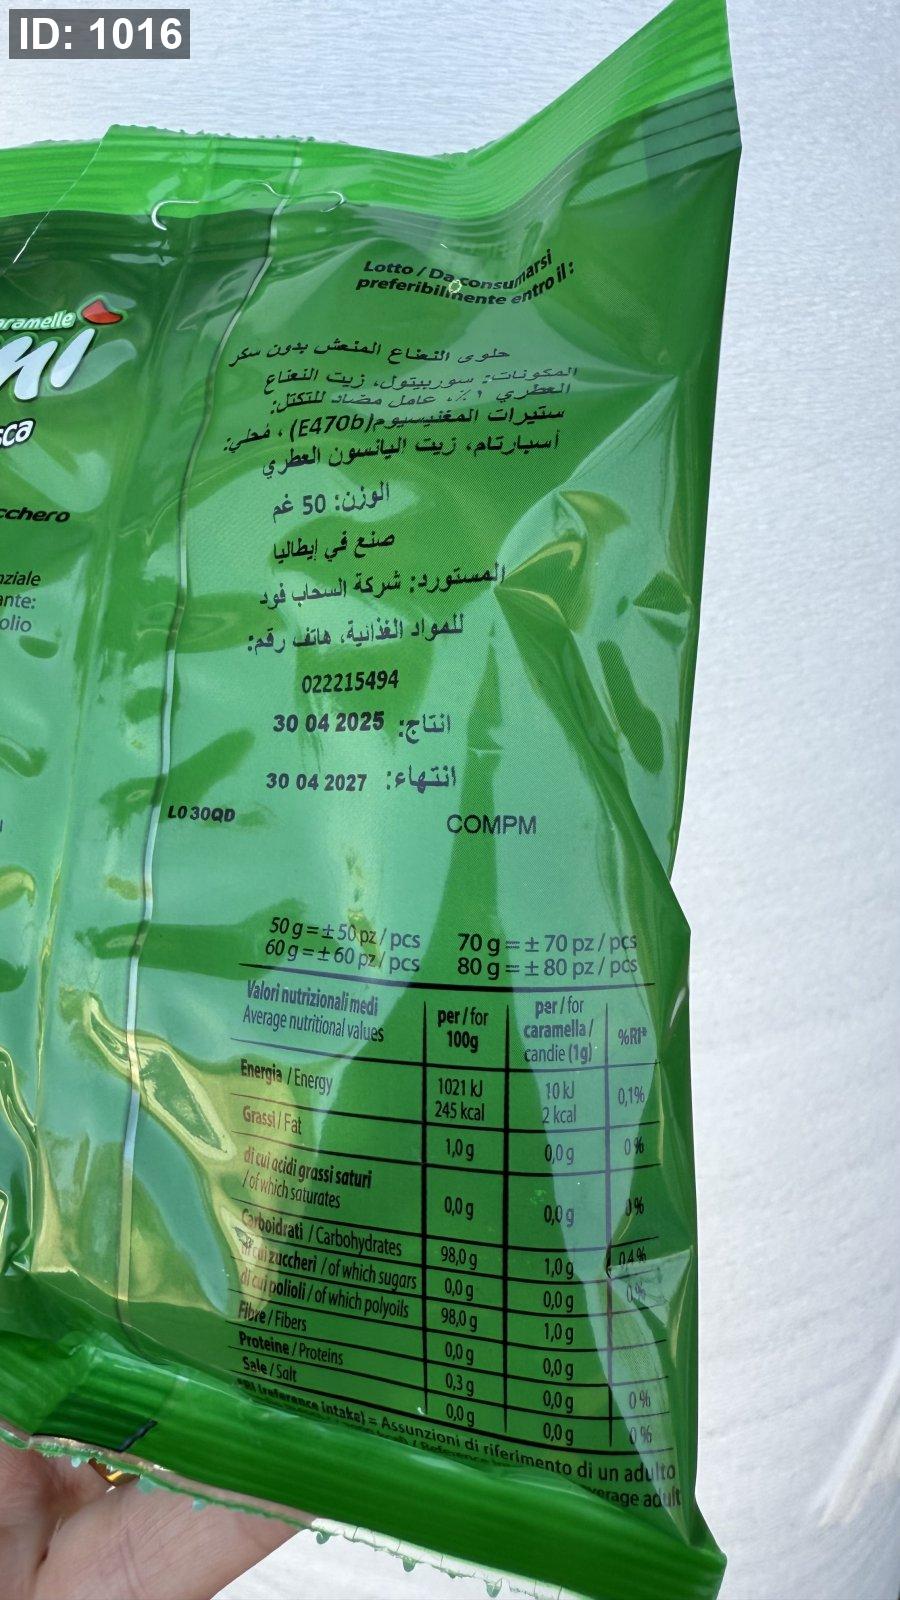 ID: 1016
Lotto / Da consumarsi
preferibilmente entro il :
caramelle
حلوى النعناع المنعش بدون سكر
المكونات: سوربيتول، زيت النعناع
العطري ١٪، عامل مضاد للتكتل:
ستيرات المغنيسيوم(E470b) ، مُحلي:
أسبارتام، زيت اليانسون العطري
الوزن: 50 غم
صنع في إيطاليا
المستورد: شركة السحاب فود
للمواد الغذائية، هاتف رقم:
022215494
انتاج: 30 04 2025
انتهاء: 30 04 2027
L0 30QD
COMPM
50 g = ± 50 pz / pcs 70 g = ± 70 pz / pcs
60 g = ± 60 pz / pcs 80 g = ± 80 pz / pcs
Valori nutrizionali medi
Average nutritional values
per / for
100g
per / for
caramella /
candie (1g)
%RI*
Energia / Energy 1021 kJ 10 kJ 0,1%
245 kcal 2 kcal
Grassi / Fat 1,0 g 0,0 g 0 %
di cui acidi grassi saturi
/ of which saturates 0,0 g 0,0 g 0 %
Carboidrati / Carbohydrates 98,0 g 1,0 g 0,4 %
di cui zuccheri / of which sugars 0,0 g 0,0 g 0 %
di cui polioli / of which polyoils 98,0 g 1,0 g
Fibre / Fibers 0,0 g 0,0 g
Proteine / Proteins 0,3 g 0,0 g 0 %
Sale / Salt 0,0 g 0,0 g 0 %
*RI (reference intake) = Assunzioni di riferimento di un adulto
average adult